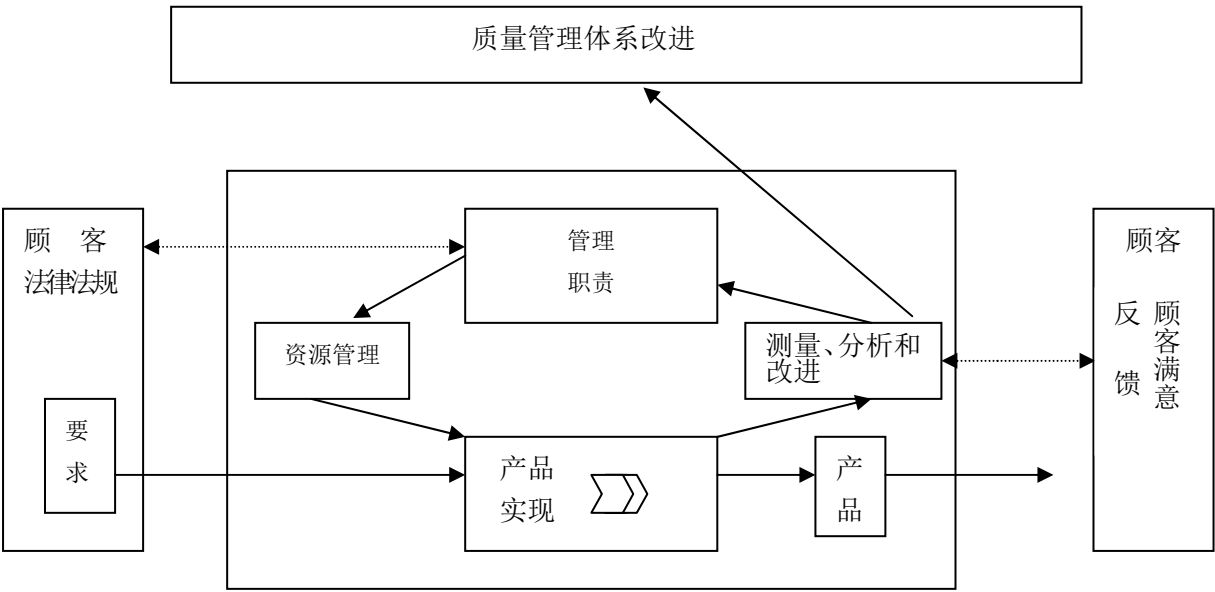 质量管理体系改进
顾 客
法律法规
要
求
管理
职责
资源管理
测量、分析和
改进
产品
实现
产
品
顾客
反馈
顾客满意